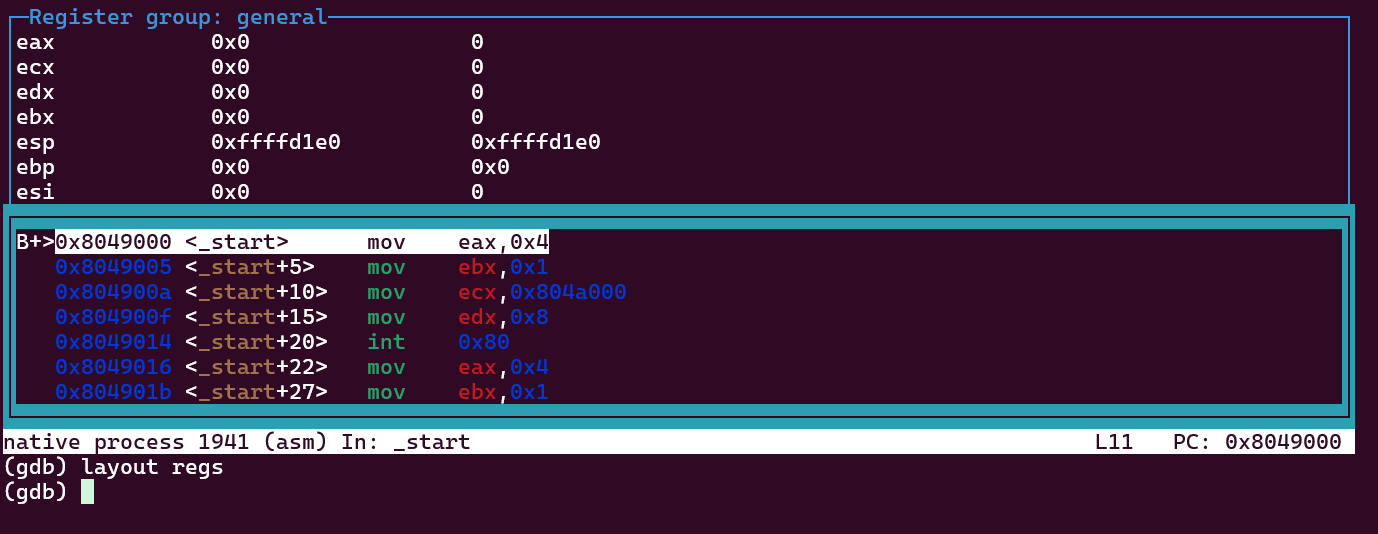 Register group: general
eax 0x0 0
ecx 0x0 0
edx 0x0 0
ebx 0x0 0
esp 0xffffd1e0 0xffffd1e0
ebp 0x0 0x0
esi 0x0 0
B+>0x8049000 <_start> mov eax,0x4
0x8049005 <_start+5> mov ebx,0x1
0x804900a <_start+10> mov ecx,0x804a000
0x804900f <_start+15> mov edx,0x8
0x8049014 <_start+20> int 0x80
0x8049016 <_start+22> mov eax,0x4
0x804901b <_start+27> mov ebx,0x1
native process 1941 (asm) In: _start L11 PC: 0x8049000
(gdb) layout regs
(gdb)